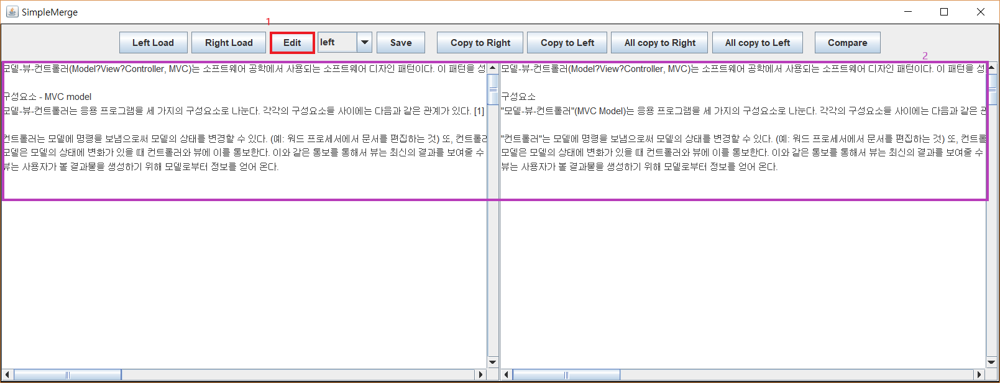 SimpleMerge
1
Left Load Right Load Edit left Save Copy to Right Copy to Left All copy to Right All copy to Left Compare
2
모델-뷰-컨트롤러(Model?View?Controller, MVC)는 소프트웨어 공학에서 사용되는 소프트웨어 디자인 패턴이다. 이 패턴을 성
구성요소 - MVC model
모델-뷰-컨트롤러는 응용 프로그램을 세 가지의 구성요소로 나눈다. 각각의 구성요소들 사이에는 다음과 같은 관계가 있다. [1]
컨트롤러는 모델에 명령을 보냄으로써 모델의 상태를 변경할 수 있다. (예: 워드 프로세서에서 문서를 편집하는 것) 또, 컨트롤러
모델은 모델의 상태에 변화가 있을 때 컨트롤러와 뷰에 이를 통보한다. 이와 같은 통보를 통해서 뷰는 최신의 결과를 보여줄 수
뷰는 사용자가 볼 결과물을 생성하기 위해 모델로부터 정보를 얻어 온다.
모델-뷰-컨트롤러(Model?View?Controller, MVC)는 소프트웨어 공학에서 사용되는 소프트웨어 디자인 패턴이다. 이 패턴을 성
구성요소
"모델-뷰-컨트롤러"(MVC Model)는 응용 프로그램을 세 가지의 구성요소로 나눈다. 각각의 구성요소들 사이에는 다음과 같은
"컨트롤러"는 모델에 명령을 보냄으로써 모델의 상태를 변경할 수 있다. (예: 워드 프로세서에서 문서를 편집하는 것) 또, 컨트롤
모델은 모델의 상태에 변화가 있을 때 컨트롤러와 뷰에 이를 통보한다. 이와 같은 통보를 통해서 뷰는 최신의 결과를 보여줄 수
뷰는 사용자가 볼 결과물을 생성하기 위해 모델로부터 정보를 얻어 온다.